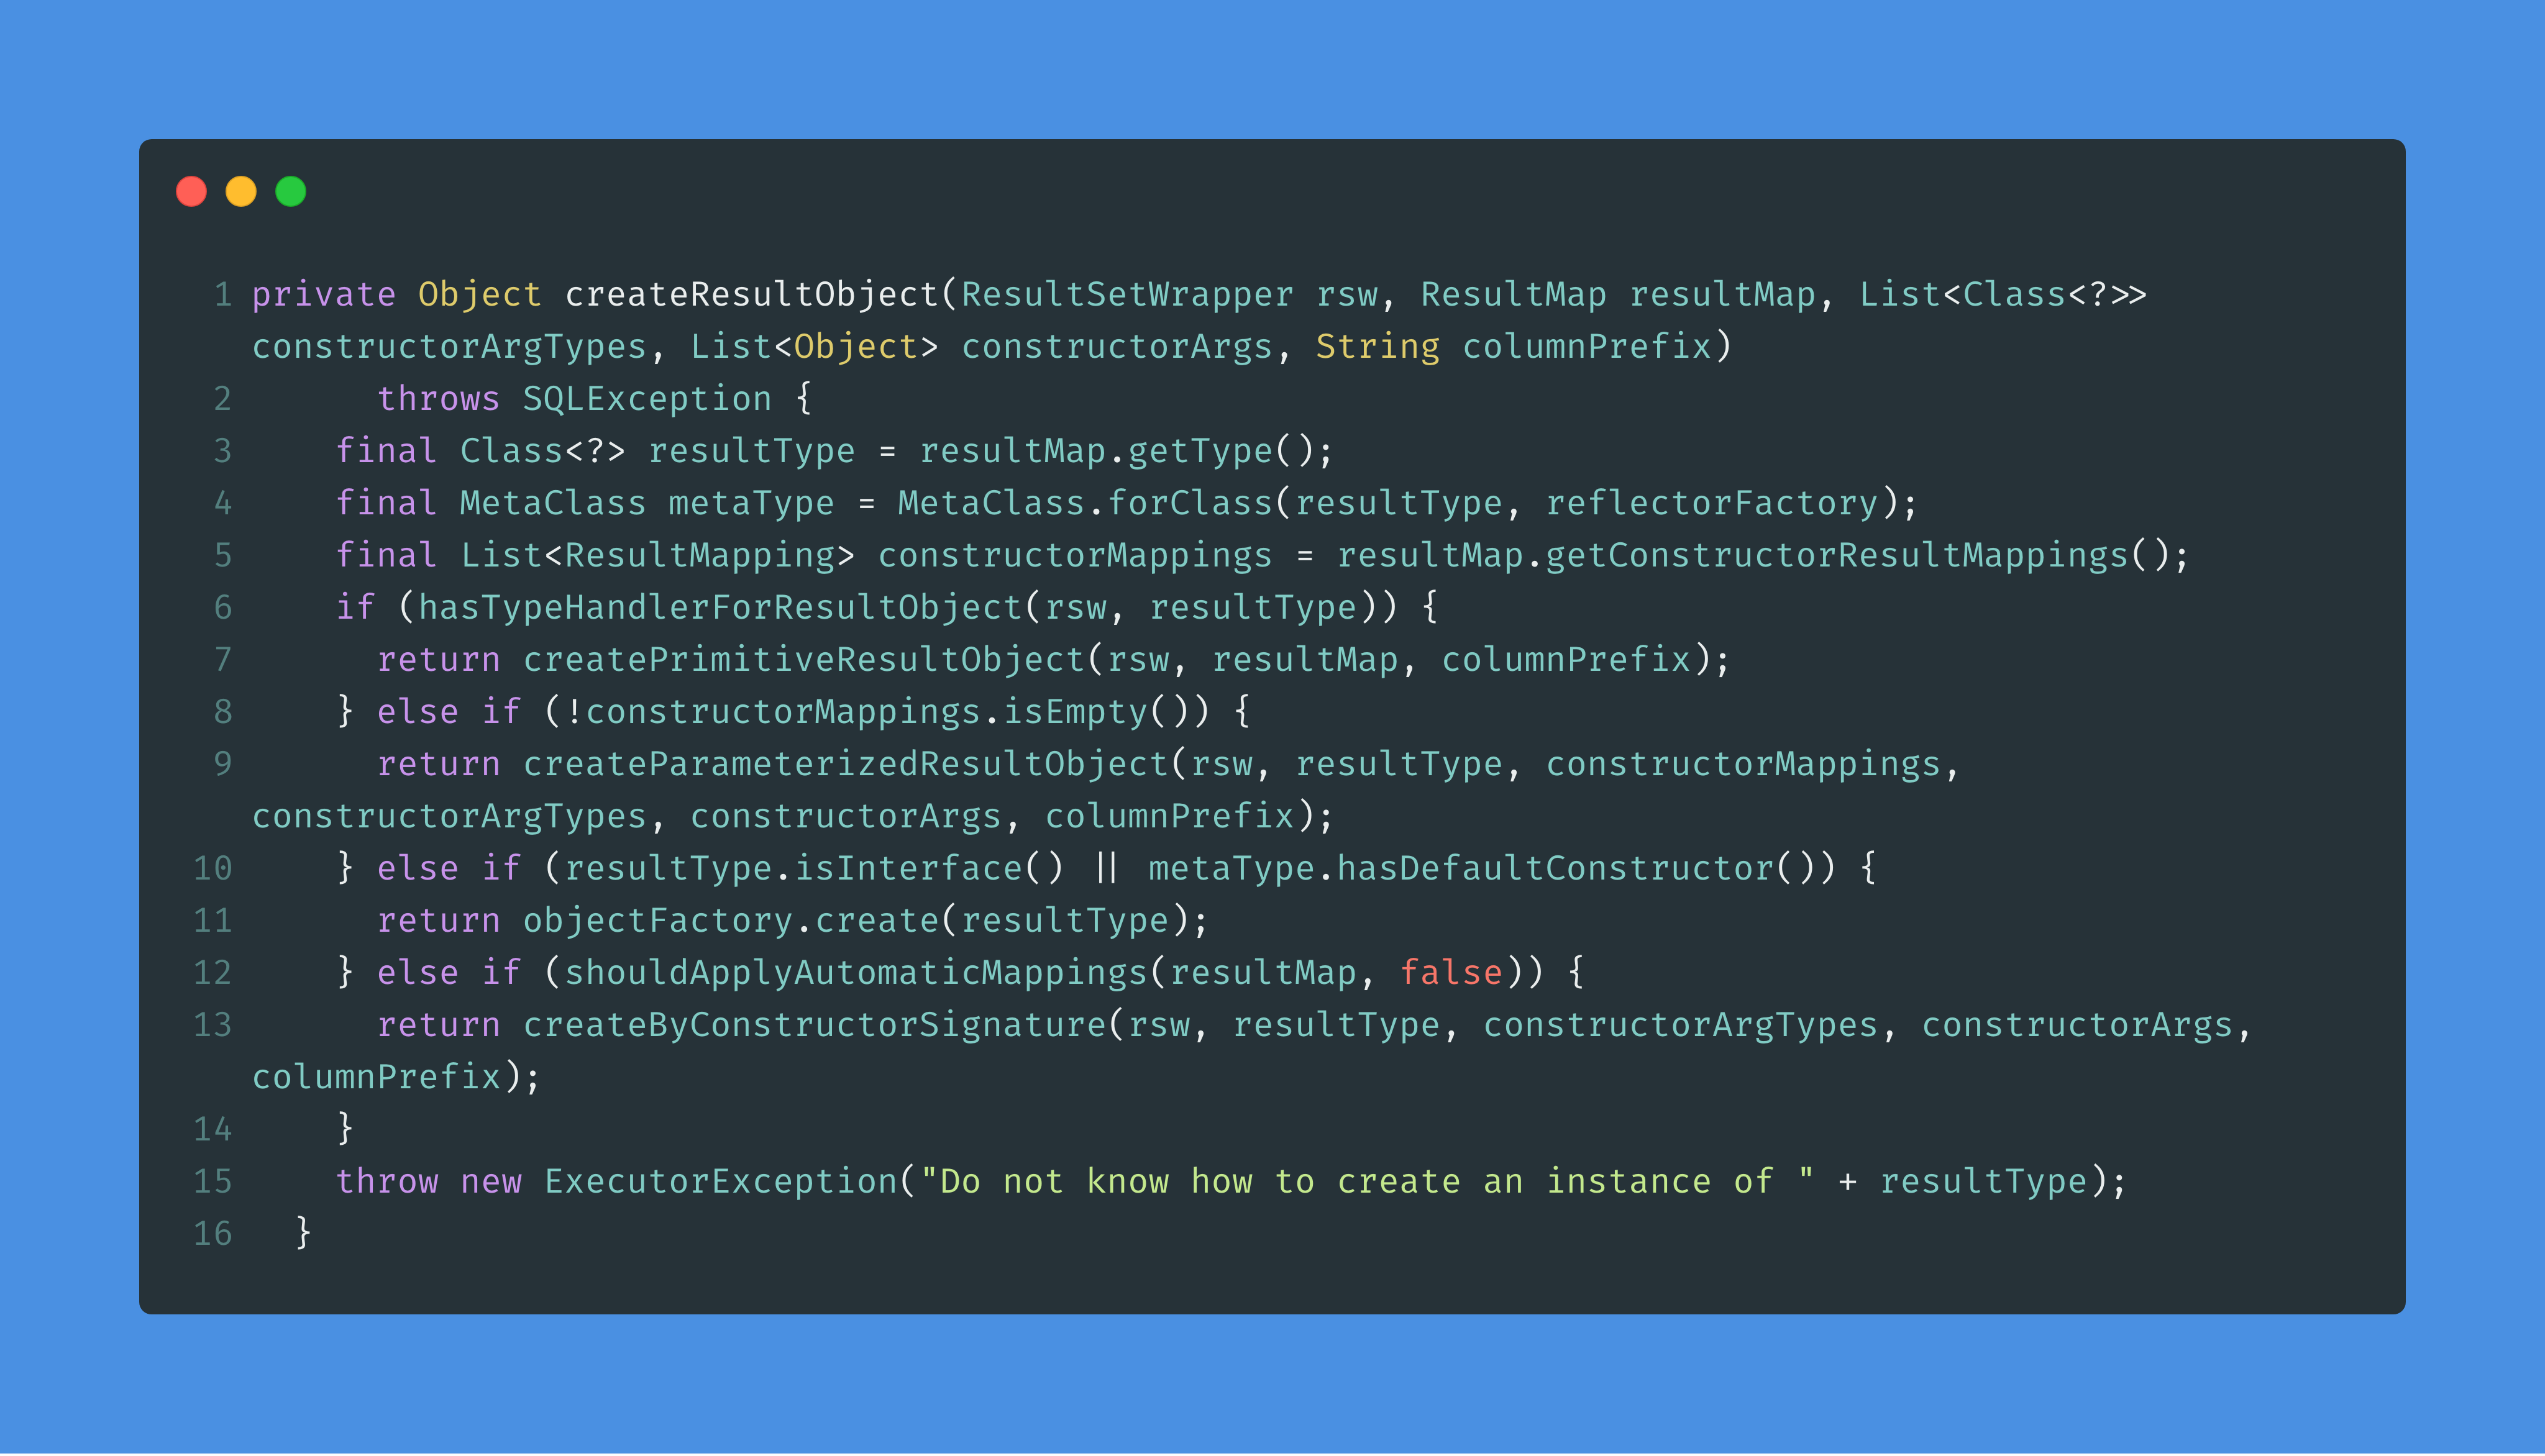 1 private Object createResultObject(ResultSetWrapper rsw, ResultMap resultMap, List<Class<?>>
constructorArgTypes, List<Object> constructorArgs, String columnPrefix)
2       throws SQLException {
3     final Class<?> resultType = resultMap.getType();
4     final MetaClass metaType = MetaClass.forClass(resultType, reflectorFactory);
5     final List<ResultMapping> constructorMappings = resultMap.getConstructorResultMappings();
6     if (hasTypeHandlerForResultObject(rsw, resultType)) {
7       return createPrimitiveResultObject(rsw, resultMap, columnPrefix);
8     } else if (!constructorMappings.isEmpty()) {
9       return createParameterizedResultObject(rsw, resultType, constructorMappings,
constructorArgTypes, constructorArgs, columnPrefix);
10     } else if (resultType.isInterface() || metaType.hasDefaultConstructor()) {
11       return objectFactory.create(resultType);
12     } else if (shouldApplyAutomaticMappings(resultMap, false)) {
13       return createByConstructorSignature(rsw, resultType, constructorArgTypes, constructorArgs,
columnPrefix);
14     }
15     throw new ExecutorException("Do not know how to create an instance of " + resultType);
16   }